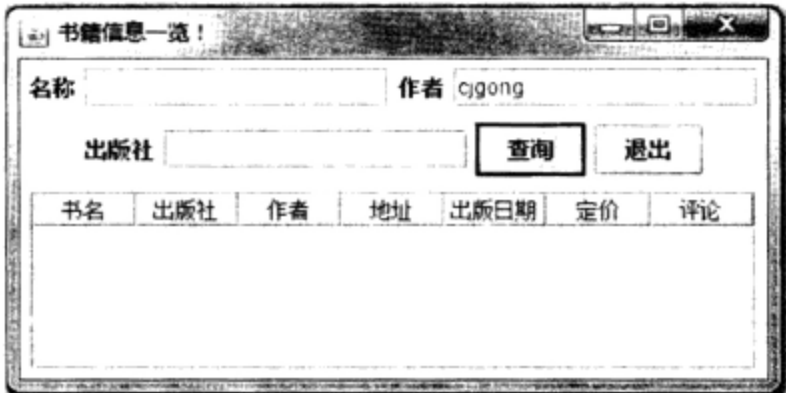 书籍信息一览!
名称 作者 cjgong
出版社 查询 退出
书名 出版社 作者 地址 出版日期 定价 评论